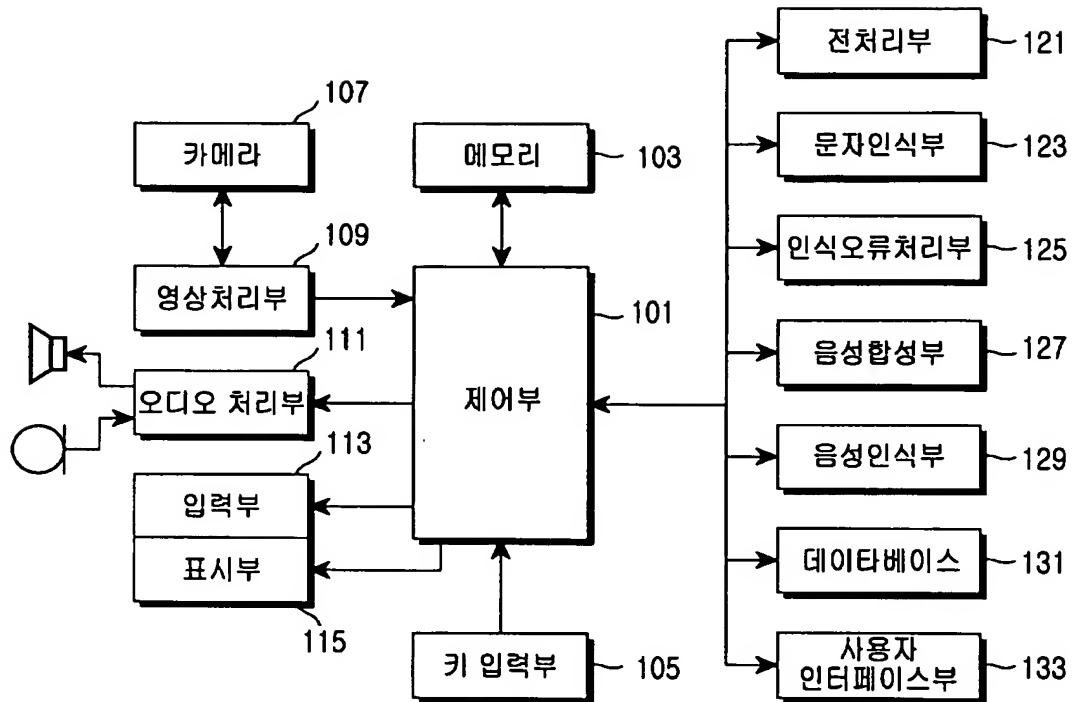 전처리부 121
107
카메라
메모리 103
문자인식부 123
109
영상처리부
인식오류처리부 125
101
111
오디오 처리부
제어부
음성합성부 127
113
입력부
음성인식부 129
표시부
115
데이타베이스 131
키 입력부 105
사용자
인터페이스부 133